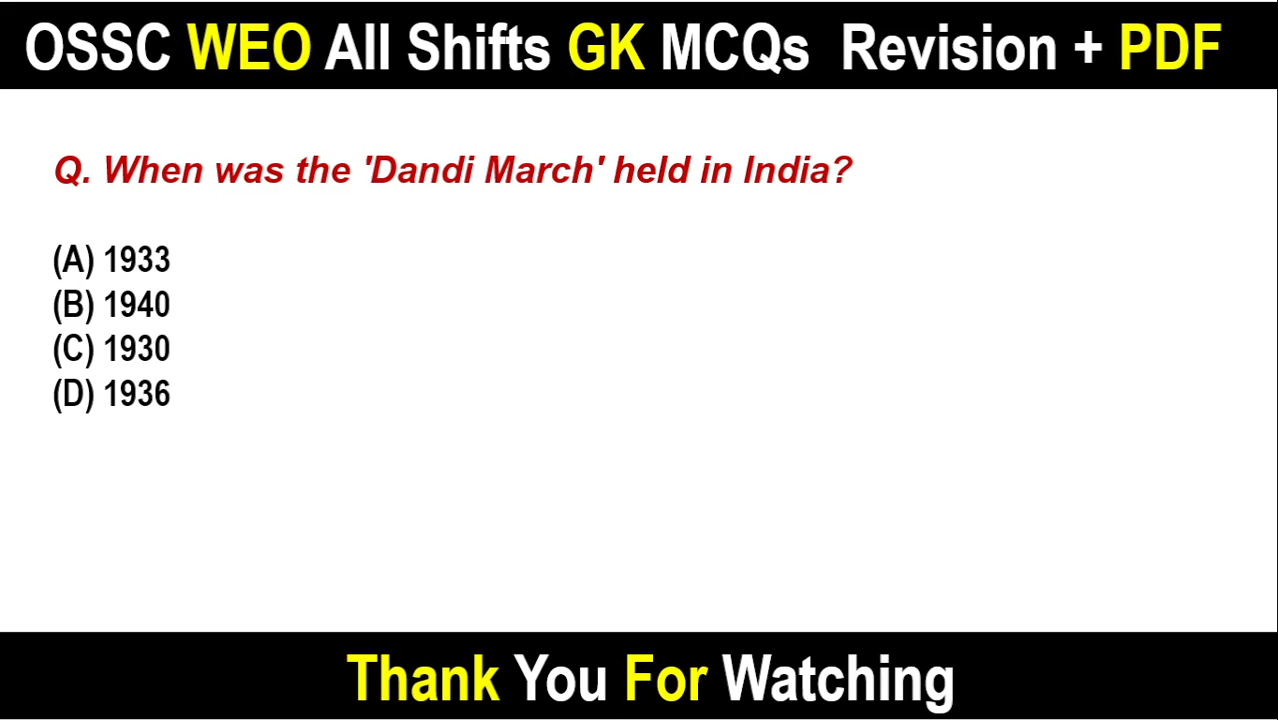 OSSC WEO All Shifts GK MCQs Revision + PDF
Q. When was the 'Dandi March' held in India?
(A) 1933
(B) 1940
(C) 1930
(D) 1936
Thank You For Watching